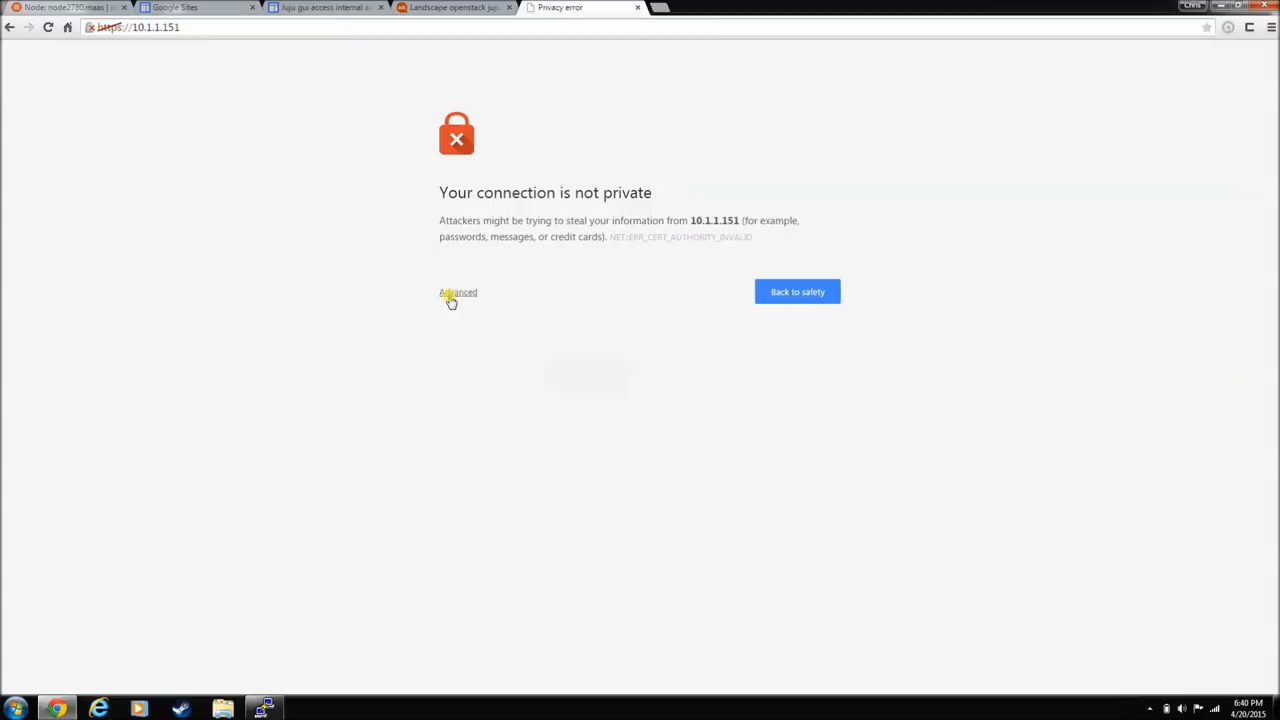 Node: node2780.maas |
Google Sites
Juju gui access internal as
Landscape openstack juju
Privacy error
Chris
https://10.1.1.151
Your connection is not private
Attackers might be trying to steal your information from 10.1.1.151 (for example,
passwords, messages, or credit cards). NET::ERR_CERT_AUTHORITY_INVALID
Advanced
Back to safety
6:40 PM
4/20/2015